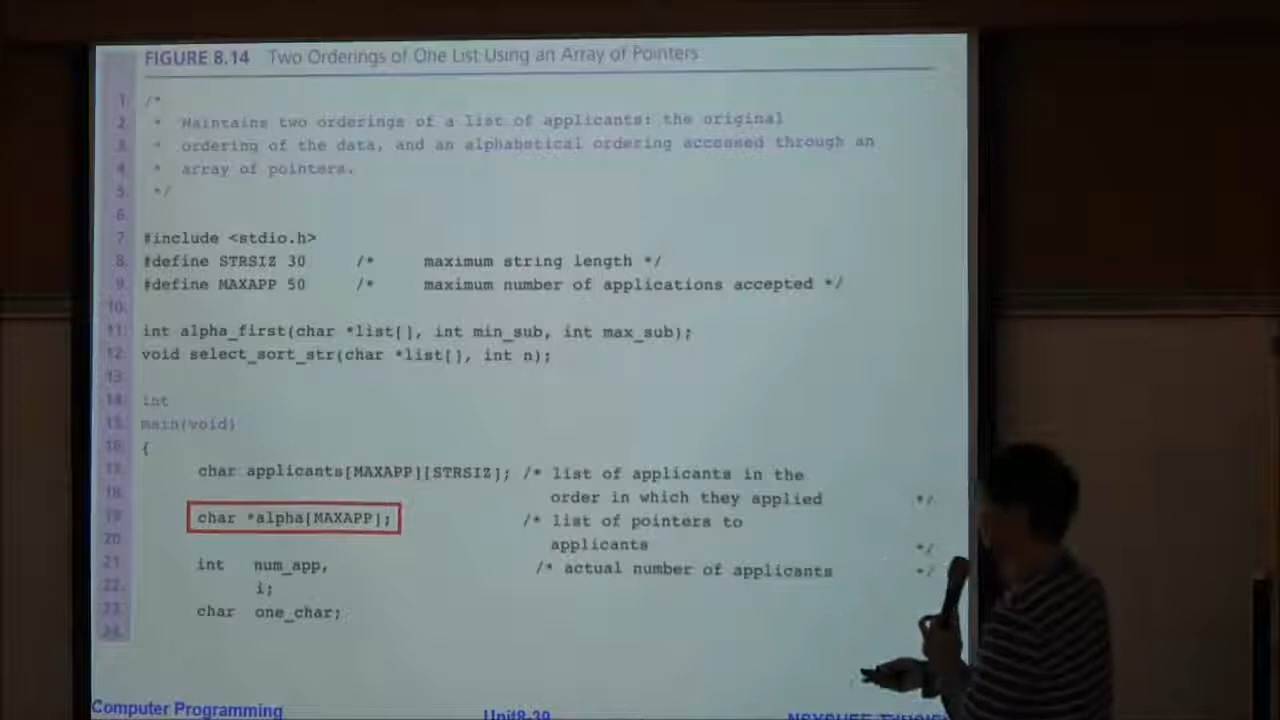 FIGURE 8.14 Two Orderings of One List Using an Array of Pointers
1. /*
2. * Maintains two orderings of a list of applicants: the original
3. * ordering of the data, and an alphabetical ordering accessed through an
4. * array of pointers.
5. */
6.
7. #include <stdio.h>
8. #define STRSIZ 30 /* maximum string length */
9. #define MAXAPP 50 /* maximum number of applications accepted */
10.
11. int alpha_first(char *list[], int min_sub, int max_sub);
12. void select_sort_str(char *list[], int n);
13.
14. int
15. main(void)
16. {
17. char applicants[MAXAPP][STRSIZ]; /* list of applicants in the
18. order in which they applied */
19. char *alpha[MAXAPP]; /* list of pointers to
20. applicants */
21. int num_app, /* actual number of applicants */
22. i;
23. char one_char;
24.
Computer Programming Unit8-39